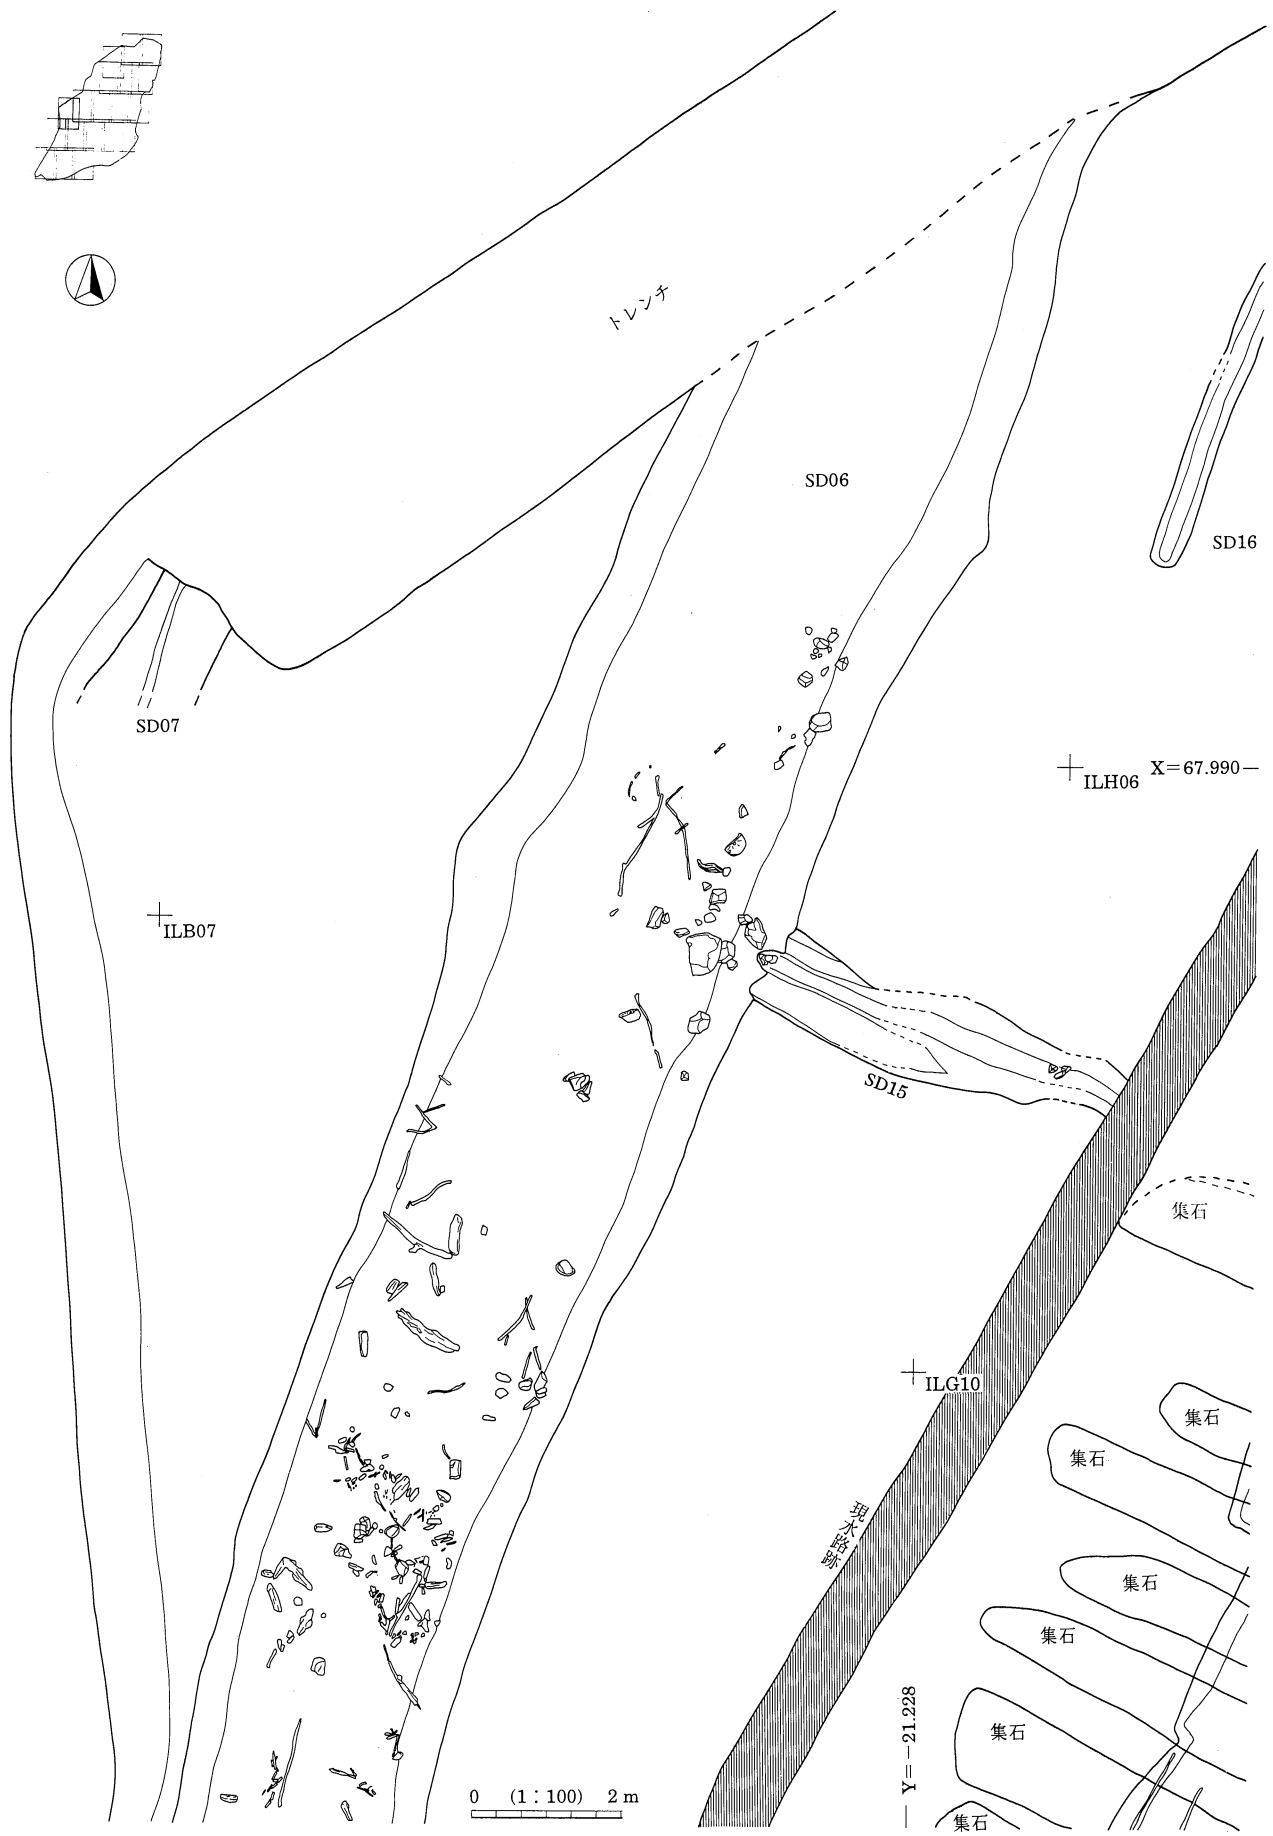 トレンチ
SD06
SD16
SD07
ILH06
X=67.990
ILB07
SD15
集石
ILG10
集石
集石
現水路跡
集石
集石
集石
Y=-21.228
0 (1:100) 2 m
集石